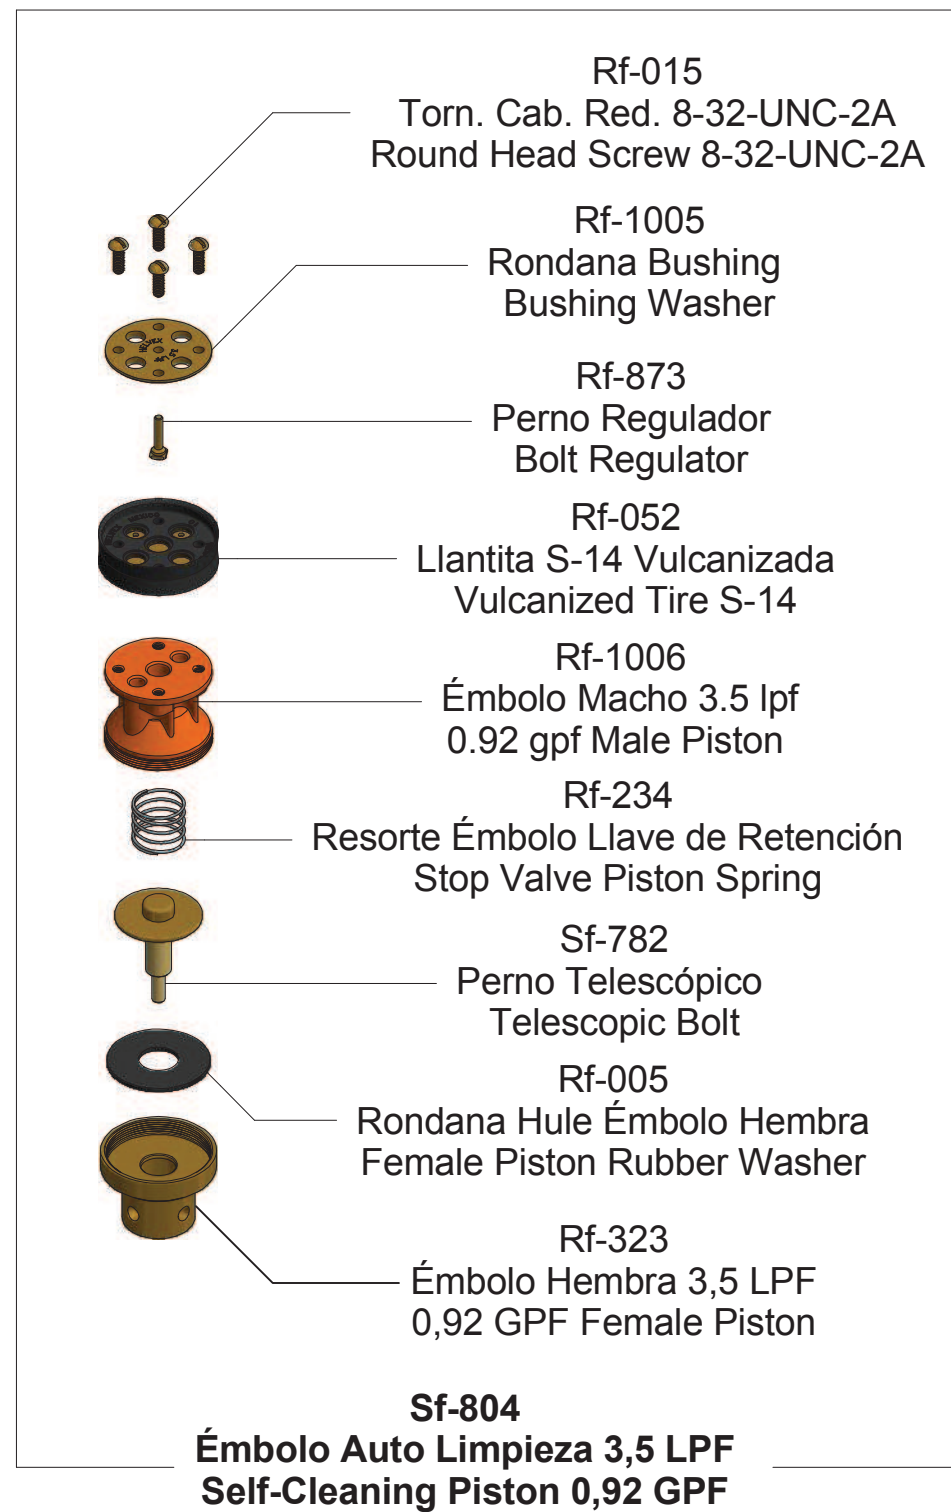 Rf-015
Torn. Cab. Red. 8-32-UNC-2A
Round Head Screw 8-32-UNC-2A
Rf-1005
Rondana Bushing
Bushing Washer
Rf-873
Perno Regulador
Bolt Regulator
Rf-052
Llantita S-14 Vulcanizada
Vulcanized Tire S-14
Rf-1006
Émbolo Macho 3.5 lpf
0.92 gpf Male Piston
Rf-234
Resorte Émbolo Llave de Retención
Stop Valve Piston Spring
Sf-782
Perno Telescópico
Telescopic Bolt
Rf-005
Rondana Hule Émbolo Hembra
Female Piston Rubber Washer
Rf-323
Émbolo Hembra 3,5 LPF
0,92 GPF Female Piston
Sf-804
Émbolo Auto Limpieza 3,5 LPF
Self-Cleaning Piston 0,92 GPF